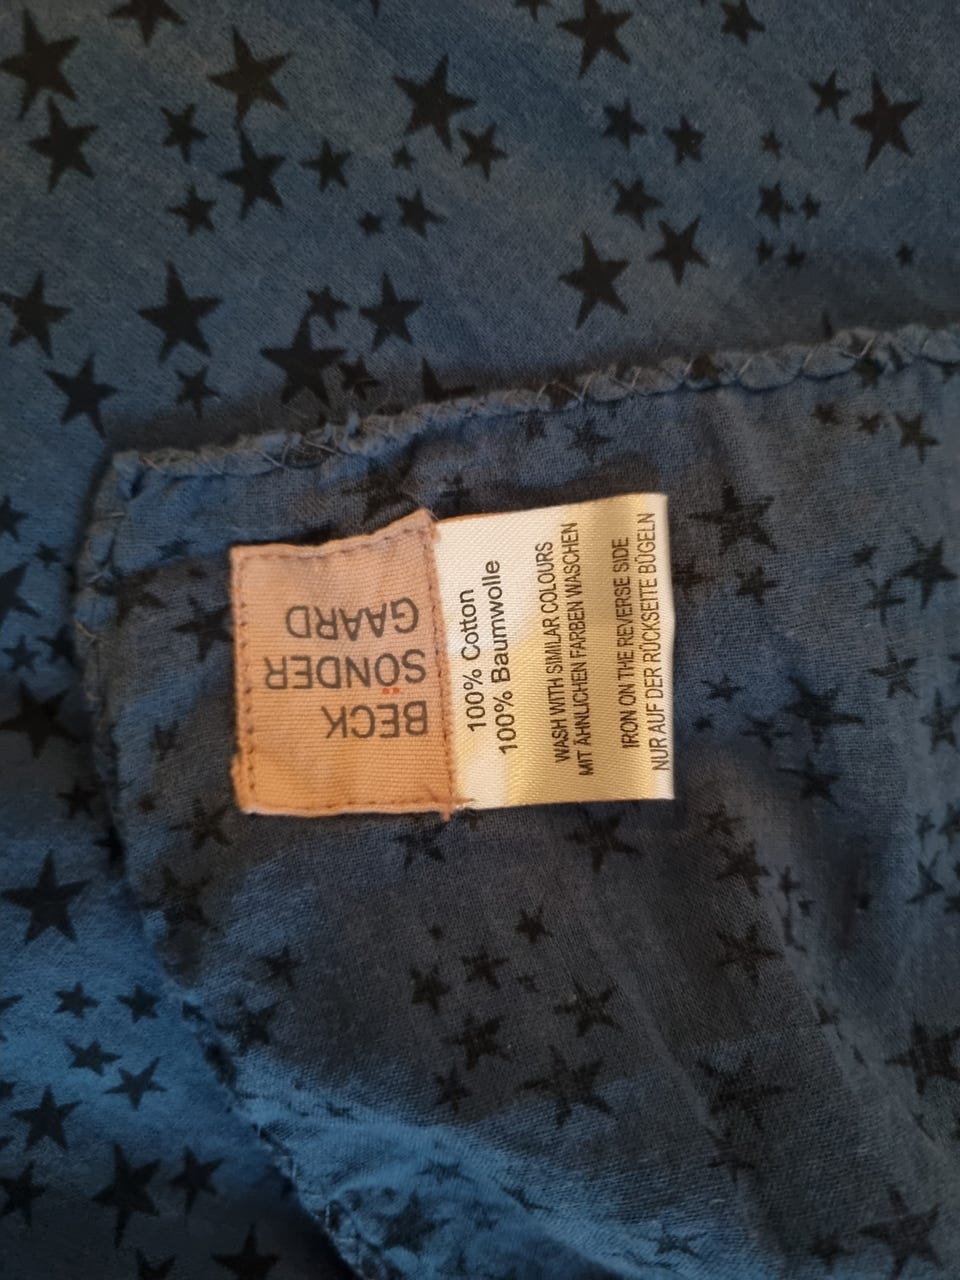 BECK
SÖNDER
GAARD
100% Cotton
100% Baumwolle
WASH WITH SIMILAR COLOURS
MIT ÄHNLICHEN FARBEN WASCHEN
IRON ON THE REVERSE SIDE
NUR AUF DER RÜCKSEITE BÜGELN